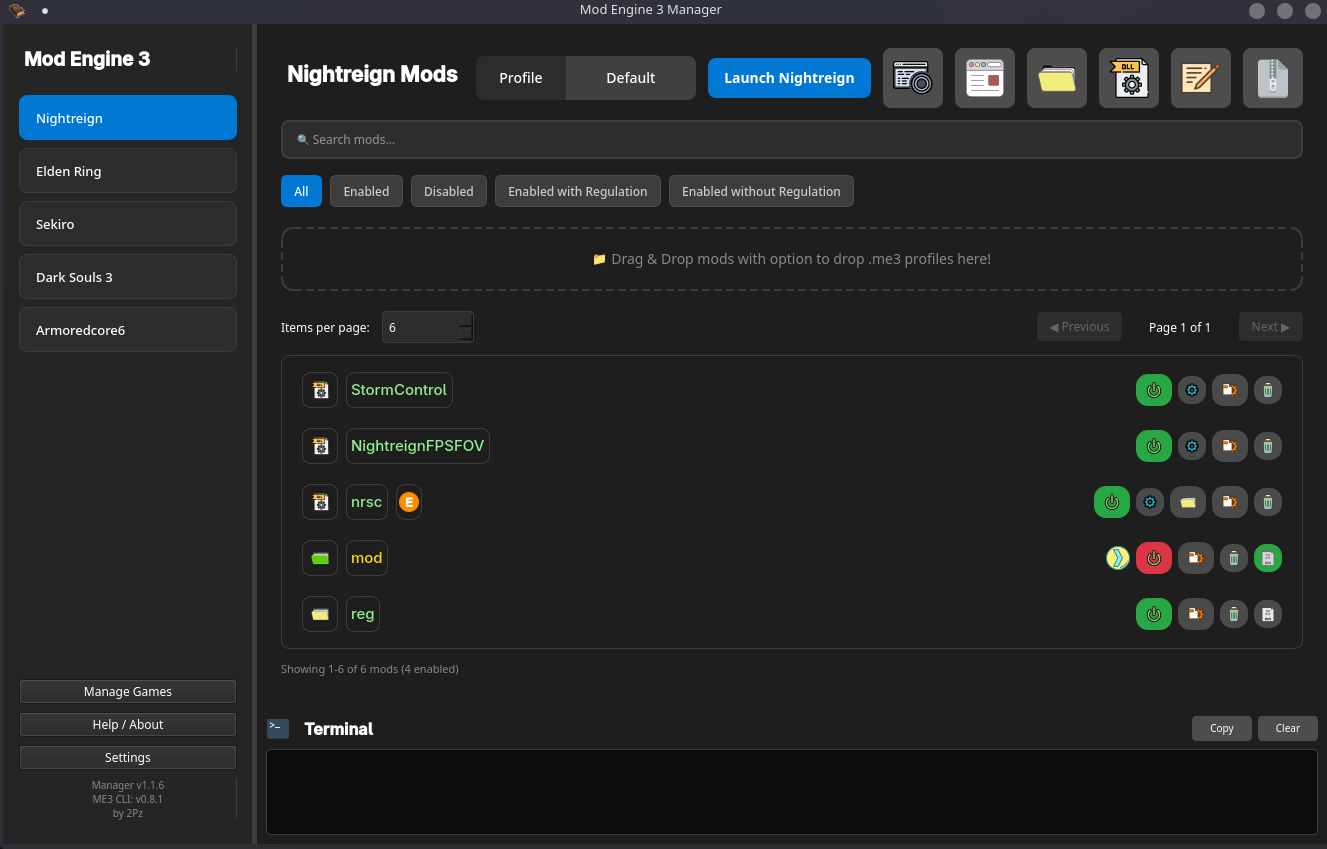 Mod Engine 3 Manager
Mod Engine 3
Nightreign
Elden Ring
Sekiro
Dark Souls 3
Armoredcore6
Manage Games
Help / About
Settings
Manager v1.1.6
ME3 CLI: v0.8.1
by 2Pz
Nightreign Mods
Profile
Default
Launch Nightreign
DLL
🔍 Search mods...
All
Enabled
Disabled
Enabled with Regulation
Enabled without Regulation
📁 Drag & Drop mods with option to drop .me3 profiles here!
Items per page:
6
◀ Previous
Page 1 of 1
Next ▶
StormControl
NightreignFPSFOV
nrsc
E
mod
reg
Showing 1-6 of 6 mods (4 enabled)
>_
Terminal
Copy
Clear